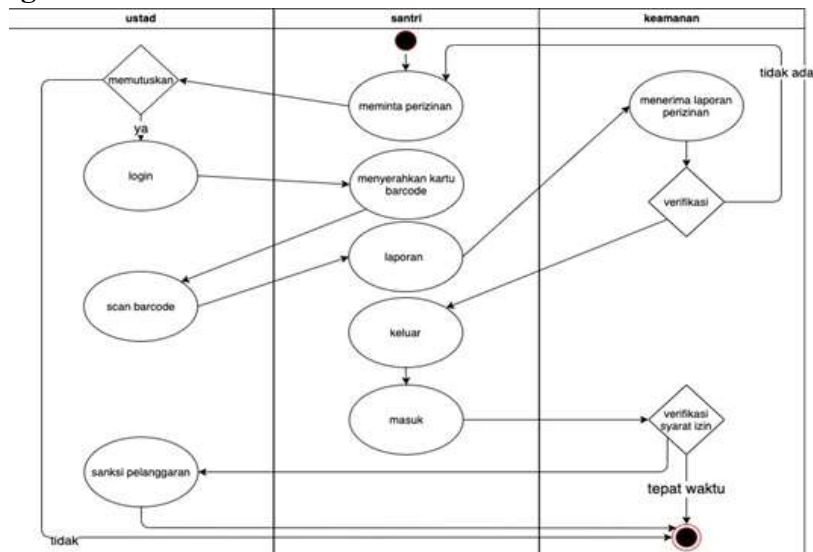 ustad
santri
keamanan
memutuskan
meminta perizinan
menerima laporan
perizinan
tidak ada
ya
login
menyerahkan kartu
barcode
verifikasi
laporan
scan barcode
keluar
masuk
verifikasi
syarat izin
sanksi pelanggaran
tepat waktu
tidak